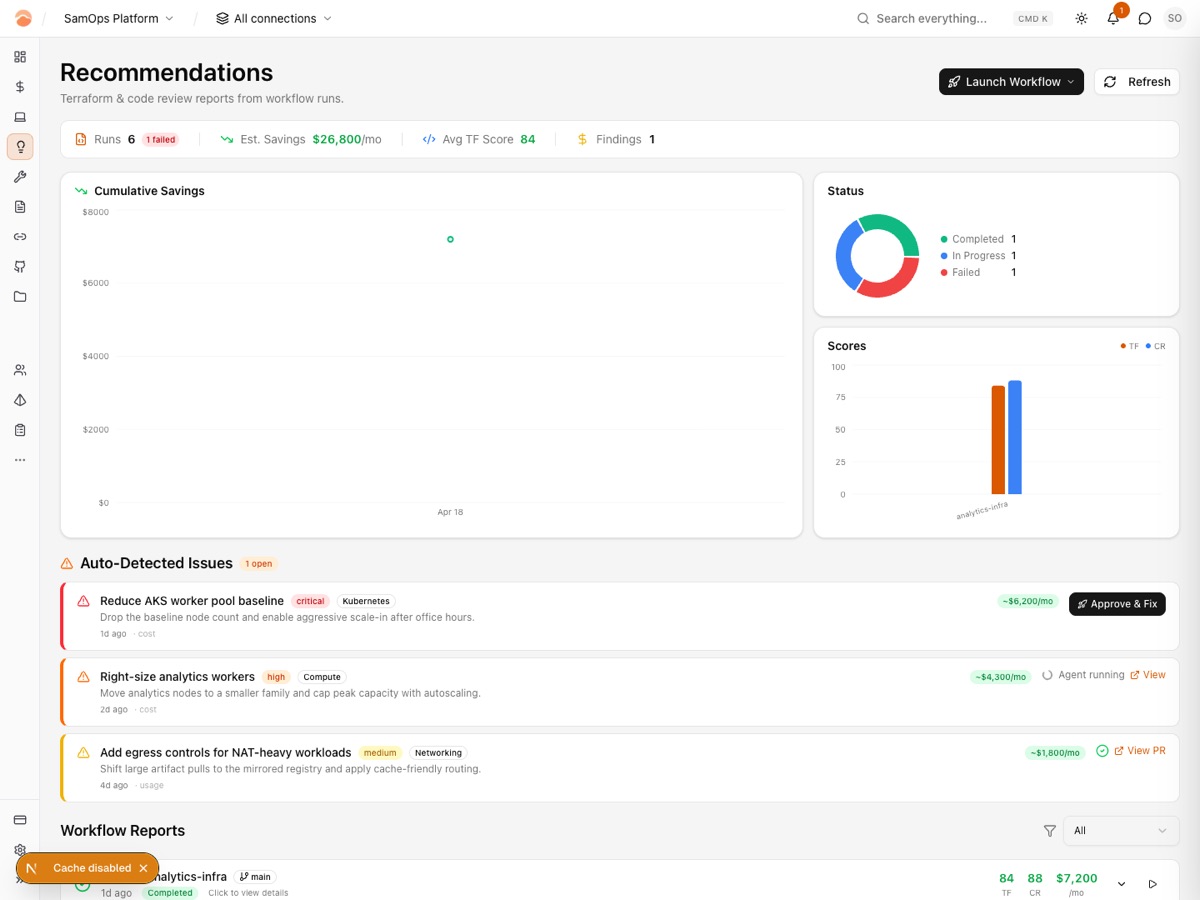 SamOps Platform
All connections
Search everything...
CMD K
1
SO
Recommendations
Terraform & code review reports from workflow runs.
Launch Workflow
Refresh
Runs 6 1 failed
Est. Savings $26,800/mo
Avg TF Score 84
Findings 1
Cumulative Savings
$8000
$6000
$4000
$2000
$0
Apr 18
Status
Completed 1
In Progress 1
Failed 1
Scores
TF CR
100
75
50
25
0
analytics-infra
Auto-Detected Issues 1 open
Reduce AKS worker pool baseline critical Kubernetes
Drop the baseline node count and enable aggressive scale-in after office hours.
1d ago · cost
~$6,200/mo
Approve & Fix
Right-size analytics workers high Compute
Move analytics nodes to a smaller family and cap peak capacity with autoscaling.
2d ago · cost
~$4,300/mo
Agent running View
Add egress controls for NAT-heavy workloads medium Networking
Shift large artifact pulls to the mirrored registry and apply cache-friendly routing.
4d ago · usage
~$1,800/mo
View PR
Workflow Reports
All
nalytics-infra main
1d ago Completed Click to view details
84 88 $7,200
TF CR /mo
N Cache disabled